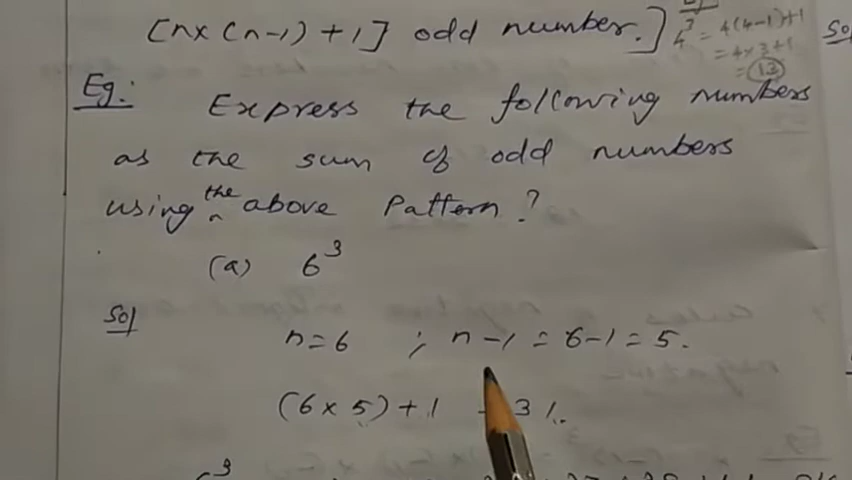 [n×(n-1)+1] odd number.]
4³ = 4(4-1)+1
= 4×3+1
= 13
Sol
Eg: Express the following numbers
as the sum of odd numbers
using the above Pattern?
(a) 6³
Sol
n=6 ; n-1 = 6-1 = 5.
(6×5)+1 = 31.
6³